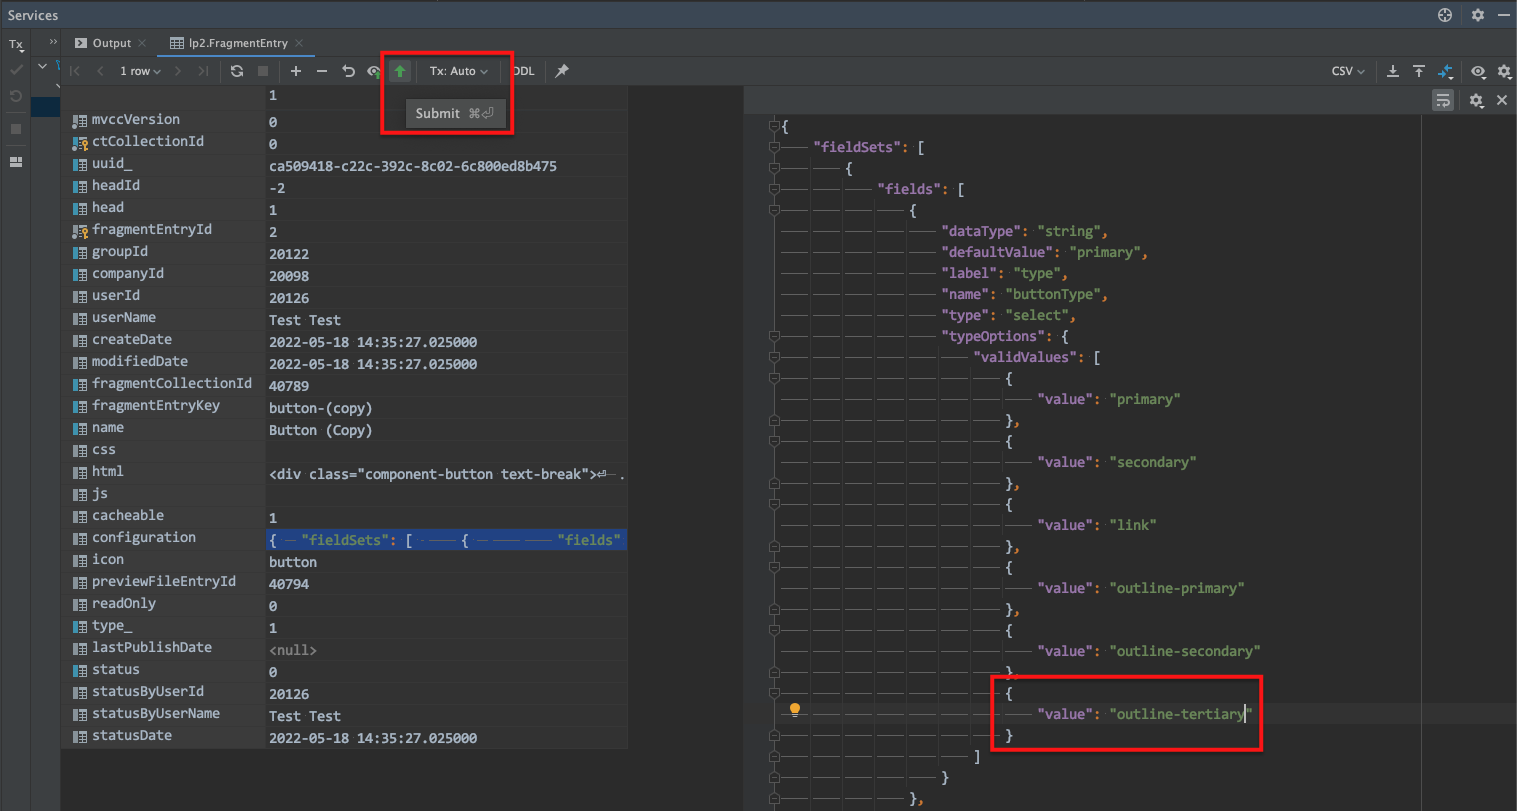 Services
Tx
Output
lp2.FragmentEntry
1 row
Tx: Auto
DDL
CSV
Submit ⌘⏎
1
mvccVersion 0
ctCollectionId 0
uuid_ ca509418-c22c-392c-8c02-6c800ed8b475
headId -2
head 1
fragmentEntryId 2
groupId 20122
companyId 20098
userId 20126
userName Test Test
createDate 2022-05-18 14:35:27.025000
modifiedDate 2022-05-18 14:35:27.025000
fragmentCollectionId 40789
fragmentEntryKey button-(copy)
name Button (Copy)
css
html <div class="component-button text-break">⏎ .
js
cacheable 1
configuration { "fieldSets": [ { "fields"
icon button
previewFileEntryId 40794
readOnly 0
type_ 1
lastPublishDate <null>
status 0
statusByUserId 20126
statusByUserName Test Test
statusDate 2022-05-18 14:35:27.025000
{
"fieldSets": [
{
"fields": [
{
"dataType": "string",
"defaultValue": "primary",
"label": "type",
"name": "buttonType",
"type": "select",
"typeOptions": {
"validValues": [
{
"value": "primary"
},
{
"value": "secondary"
},
{
"value": "link"
},
{
"value": "outline-primary"
},
{
"value": "outline-secondary"
},
{
"value": "outline-tertiary"
}
]
}
},